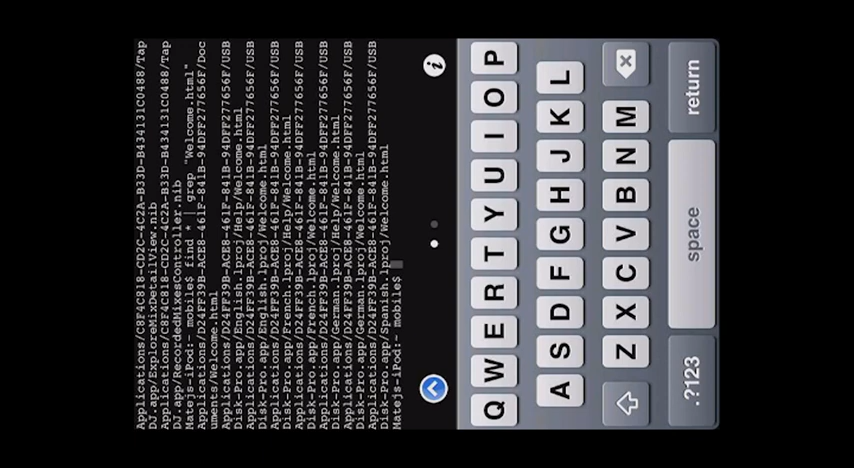 Applications/C8F4C818-CD2C-4C2A-B33D-B434131C0488/Tap
DJ.app/ExploreMixDetailView.nib
Applications/C8F4C818-CD2C-4C2A-B33D-B434131C0488/Tap
DJ.app/RecordedMixesController.nib
Matejs-iPod:~ mobile$ find * | grep "Welcome.html"
Applications/D24FF39B-ACE8-461F-841B-94DFF277656F/Doc
uments/Welcome.html
Applications/D24FF39B-ACE8-461F-841B-94DFF277656F/USB
Disk-Pro.app/English.lproj/Help/Welcome.html
Applications/D24FF39B-ACE8-461F-841B-94DFF277656F/USB
Disk-Pro.app/English.lproj/Welcome.html
Applications/D24FF39B-ACE8-461F-841B-94DFF277656F/USB
Disk-Pro.app/French.lproj/Help/Welcome.html
Applications/D24FF39B-ACE8-461F-841B-94DFF277656F/USB
Disk-Pro.app/French.lproj/Welcome.html
Applications/D24FF39B-ACE8-461F-841B-94DFF277656F/USB
Disk-Pro.app/German.lproj/Help/Welcome.html
Applications/D24FF39B-ACE8-461F-841B-94DFF277656F/USB
Disk-Pro.app/German.lproj/Welcome.html
Applications/D24FF39B-ACE8-461F-841B-94DFF277656F/USB
Disk-Pro.app/Spanish.lproj/Welcome.html
Matejs-iPod:~ mobile$
i
Q W E R T Y U I O P
A S D F G H J K L
Z X C V B N M
.?123 space return